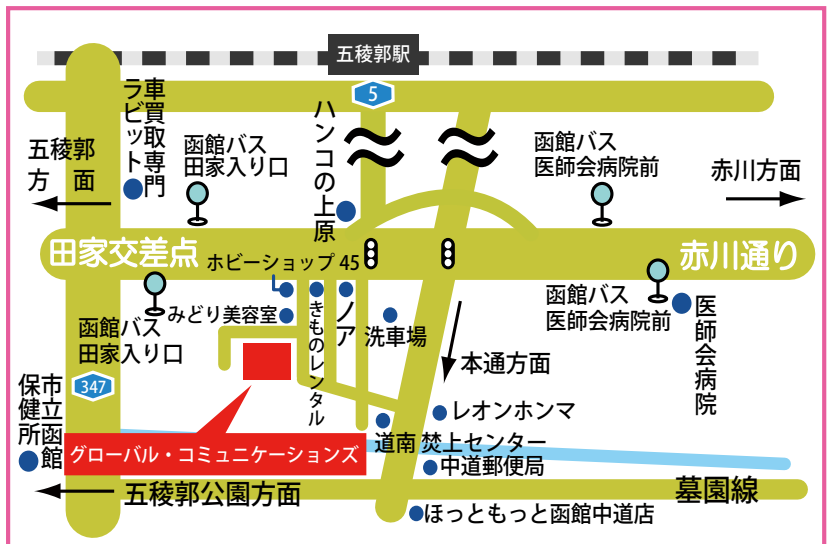 五稜郭駅
5
車買取専門
ラビット
ハンコの上原
五稜郭
方 面
函館バス
田家入り口
函館バス
医師会病院前
赤川方面
田家交差点
ホビーショップ 45
赤川通り
みどり美容室
きものレンタル
ノア
洗車場
函館バス
医師会病院前
医師会病院
函館バス
田家入り口
本通方面
347
市立函館
保健所
レオンホンマ
道南 焚上センター
グローバル・コミュニケーションズ
中道郵便局
五稜郭公園方面
墓園線
ほっともっと函館中道店